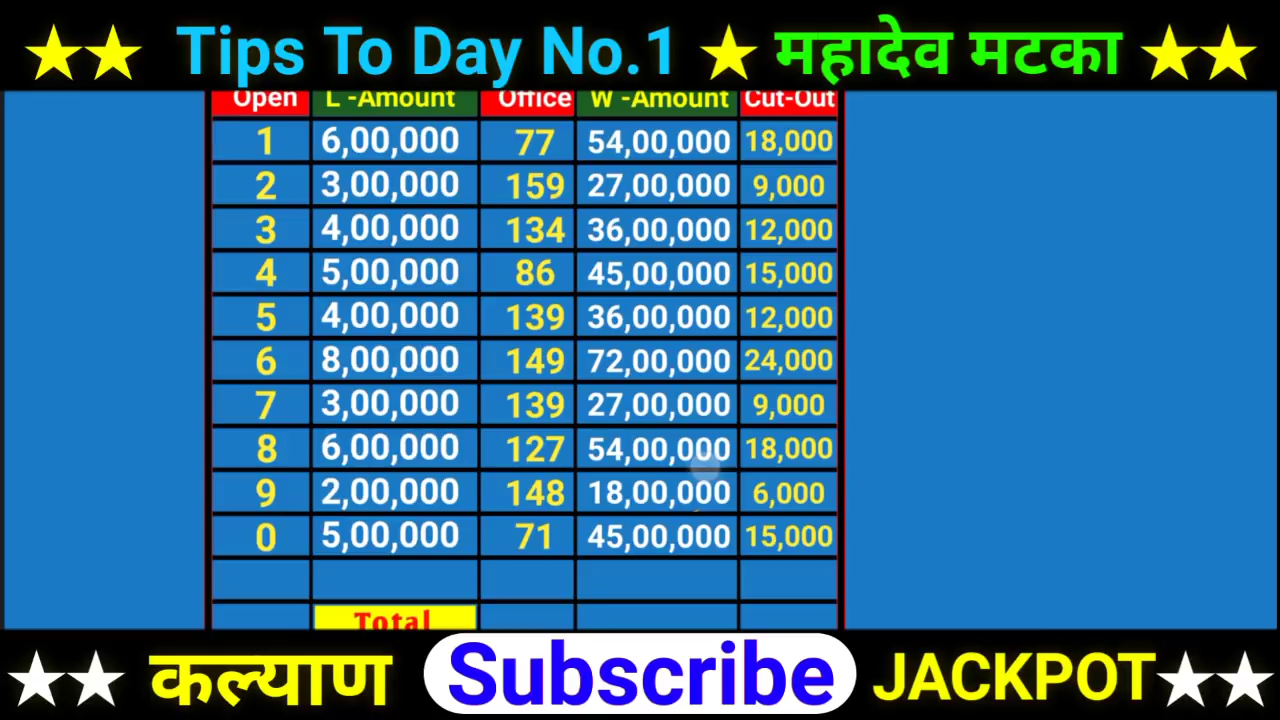 Tips To Day No.1 महादेव मटका
Open L -Amount Office W -Amount Cut-Out
1 6,00,000 77 54,00,000 18,000
2 3,00,000 159 27,00,000 9,000
3 4,00,000 134 36,00,000 12,000
4 5,00,000 86 45,00,000 15,000
5 4,00,000 139 36,00,000 12,000
6 8,00,000 149 72,00,000 24,000
7 3,00,000 139 27,00,000 9,000
8 6,00,000 127 54,00,000 18,000
9 2,00,000 148 18,00,000 6,000
0 5,00,000 71 45,00,000 15,000
Total
कल्याण Subscribe JACKPOT